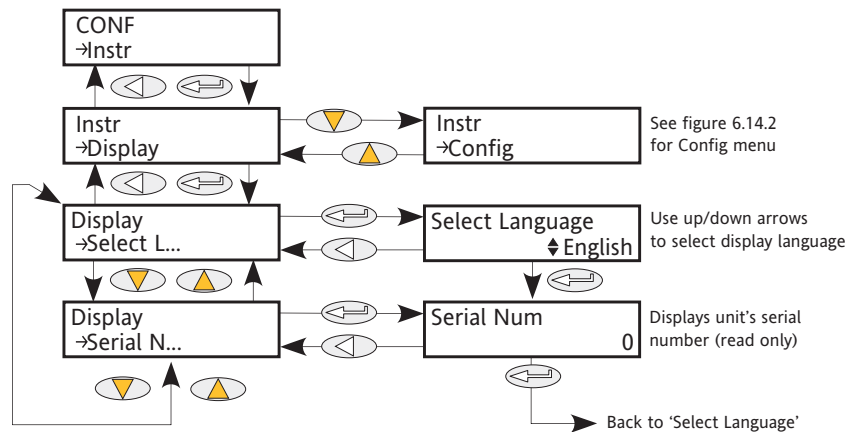 CONF
→Instr
Instr
→Display
Instr
→Config
See figure 6.14.2
for Config menu
Display
→Select L...
Select Language
English
Use up/down arrows
to select display language
Display
→Serial N...
Serial Num
0
Displays unit's serial
number (read only)
Back to 'Select Language'